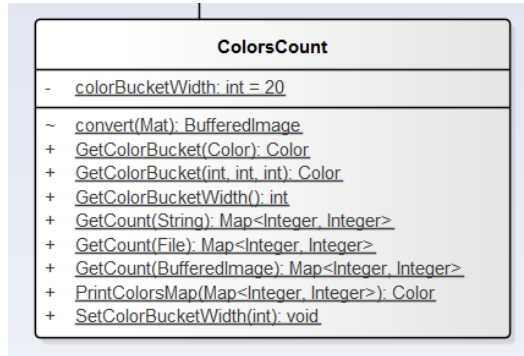 ColorsCount
- colorBucketWidth: int = 20
~ convert(Mat): BufferedImage
+ GetColorBucket(Color): Color
+ GetColorBucket(int, int, int): Color
+ GetColorBucketWidth(): int
+ GetCount(String): Map<Integer, Integer>
+ GetCount(File): Map<Integer, Integer>
+ GetCount(BufferedImage): Map<Integer, Integer>
+ PrintColorsMap(Map<Integer, Integer>): Color
+ SetColorBucketWidth(int): void